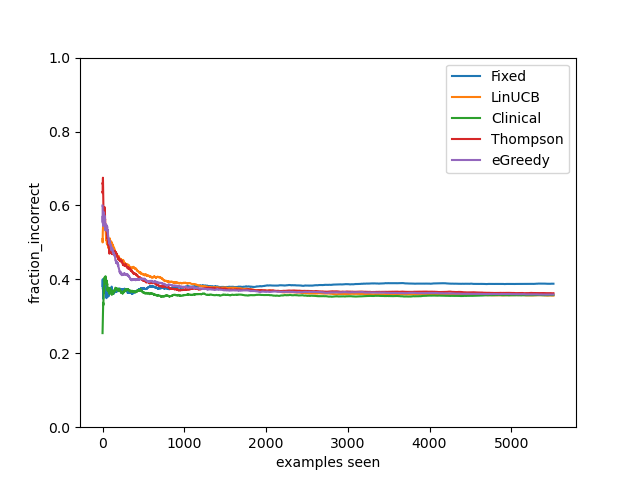 1.0
0.8
0.6
0.4
0.2
0.0
fraction_incorrect
Fixed
LinUCB
Clinical
Thompson
eGreedy
0 1000 2000 3000 4000 5000
examples seen